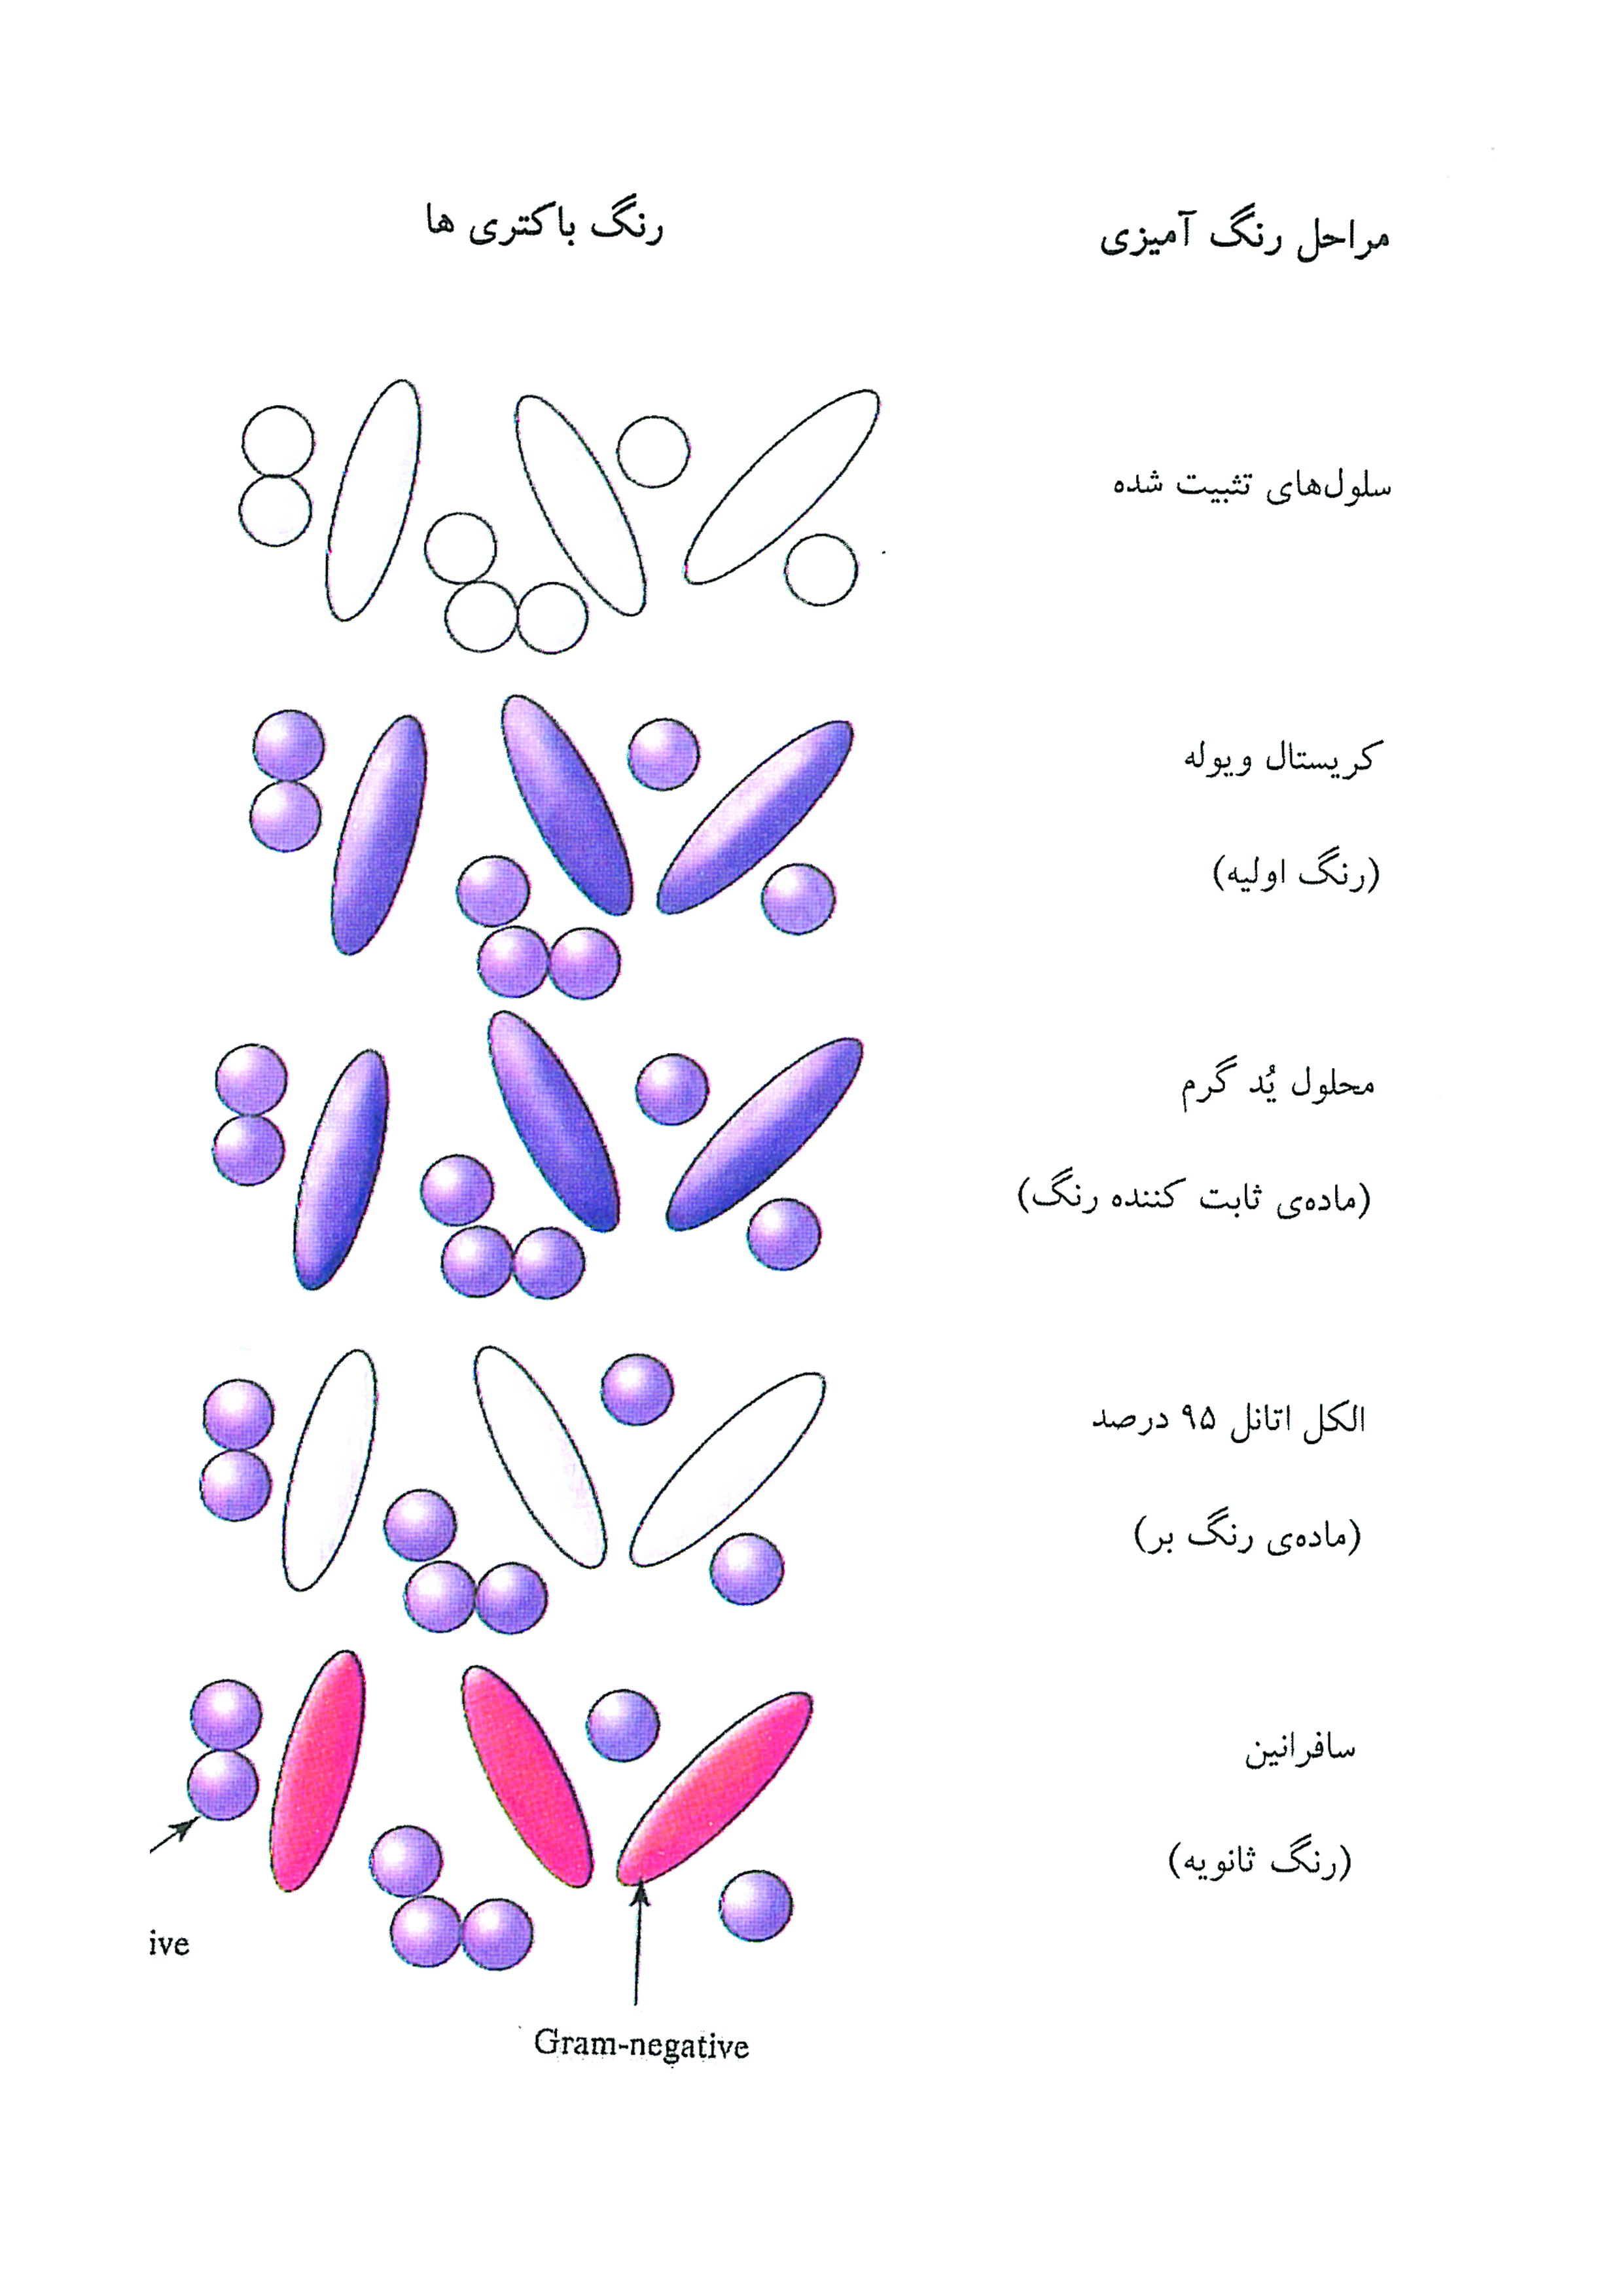 مراحل رنگ آمیزی
رنگ باکتری ها
سلول‌های تثبیت شده
کریستال ویوله
(رنگ اولیه)
محلول یُد گرم
(ماده‌ی ثابت کننده رنگ)
الکل اتانل ۹۵ درصد
(ماده‌ی رنگ بر)
سافرانین
(رنگ ثانویه)
ive
Gram-negative